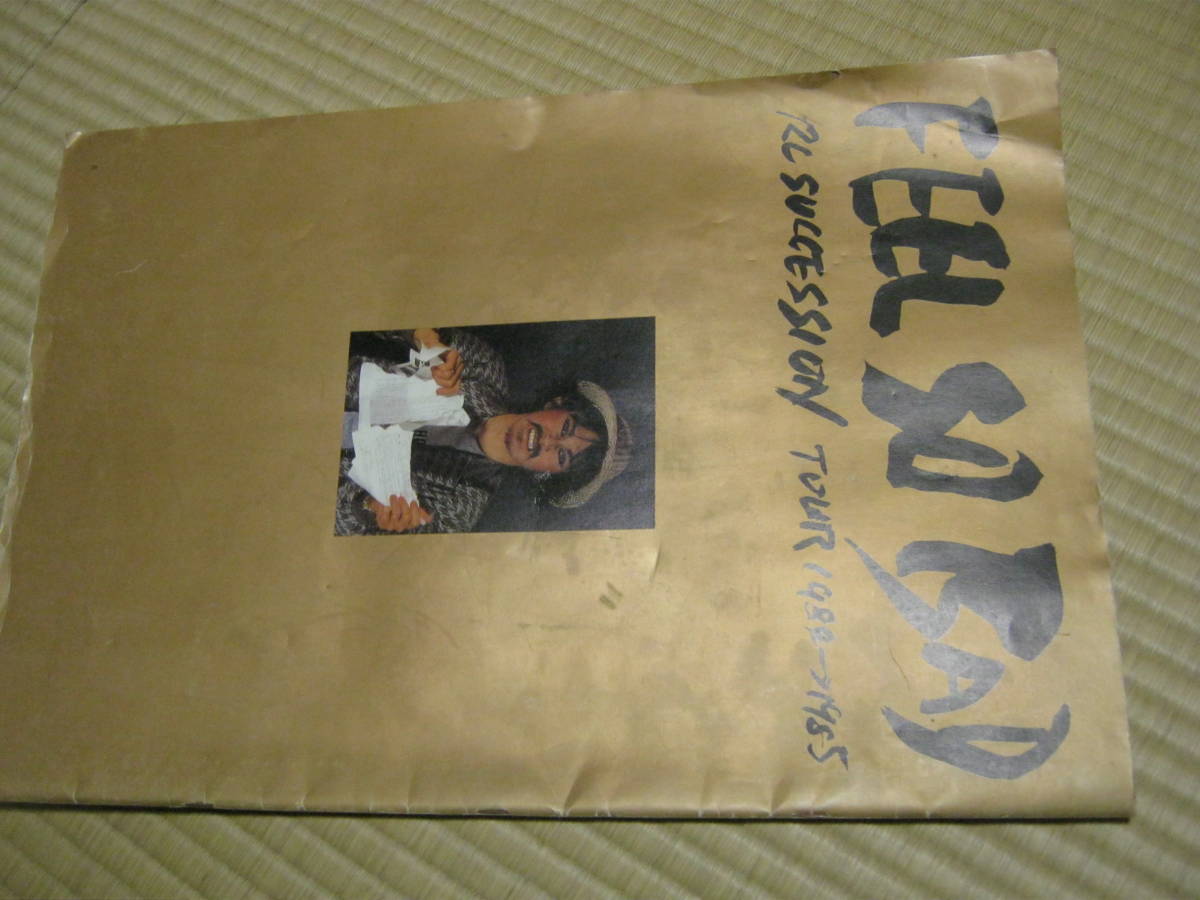 FEEL SO BAD
RC SUCCESSION / TOUR 1984→1985